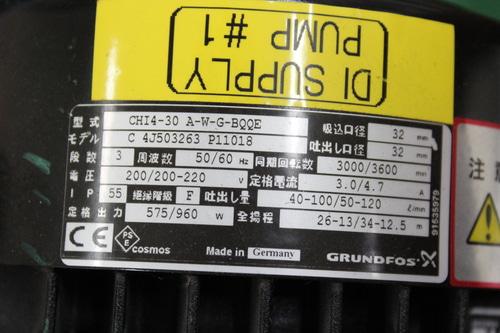 DI SUPPLY
PUMP #1
型式 CHI4-30 A-W-G-BQQE 吸込口径 32 mm
モデル C 4J503263 P11018 吐出し口径 32 mm
段数 3 周波数 50/60 Hz 同期回転数 3000/3600 min
電圧 200/200-220 V 定格電流 3.0/4.7 A
IP 55 絶縁階級 F 吐出し量 40-100/50-120 ℓ/min
定格出力 575/960 W 全揚程 26-13/34-12.5 m
CE PS E cosmos Made in Germany GRUNDFOS X
91535979
注